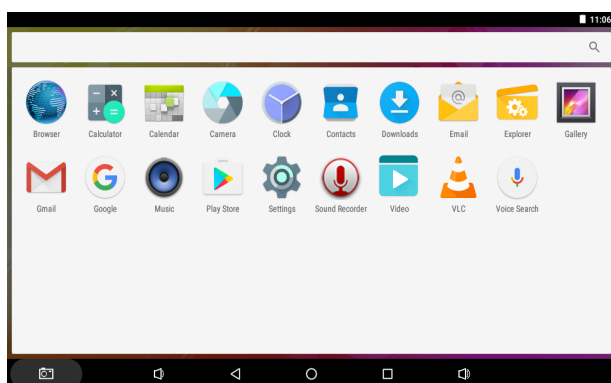 11:06
Browser Calculator Calendar Camera Clock Contacts Downloads Email Explorer Gallery
Gmail Google Music Play Store Settings Sound Recorder Video VLC Voice Search